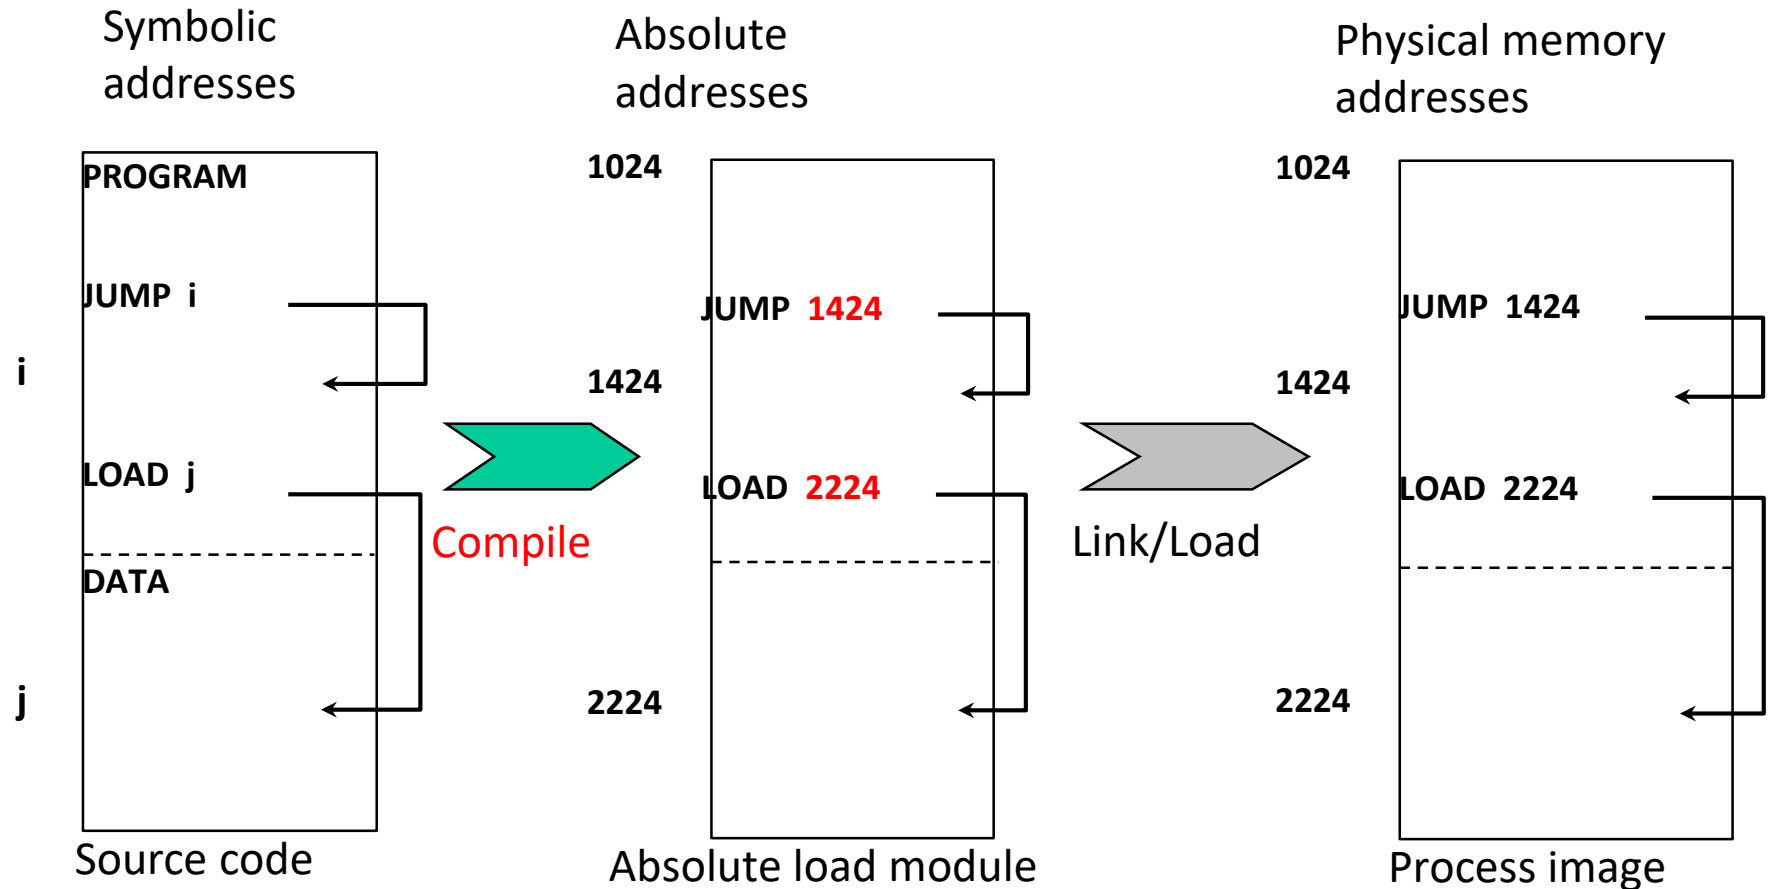 Symbolic
addresses
PROGRAM
JUMP i
i
LOAD j
DATA
j
Source code
Compile
Absolute
addresses
1024
JUMP 1424
1424
LOAD 2224
2224
Absolute load module
Link/Load
Physical memory
addresses
1024
JUMP 1424
1424
LOAD 2224
2224
Process image